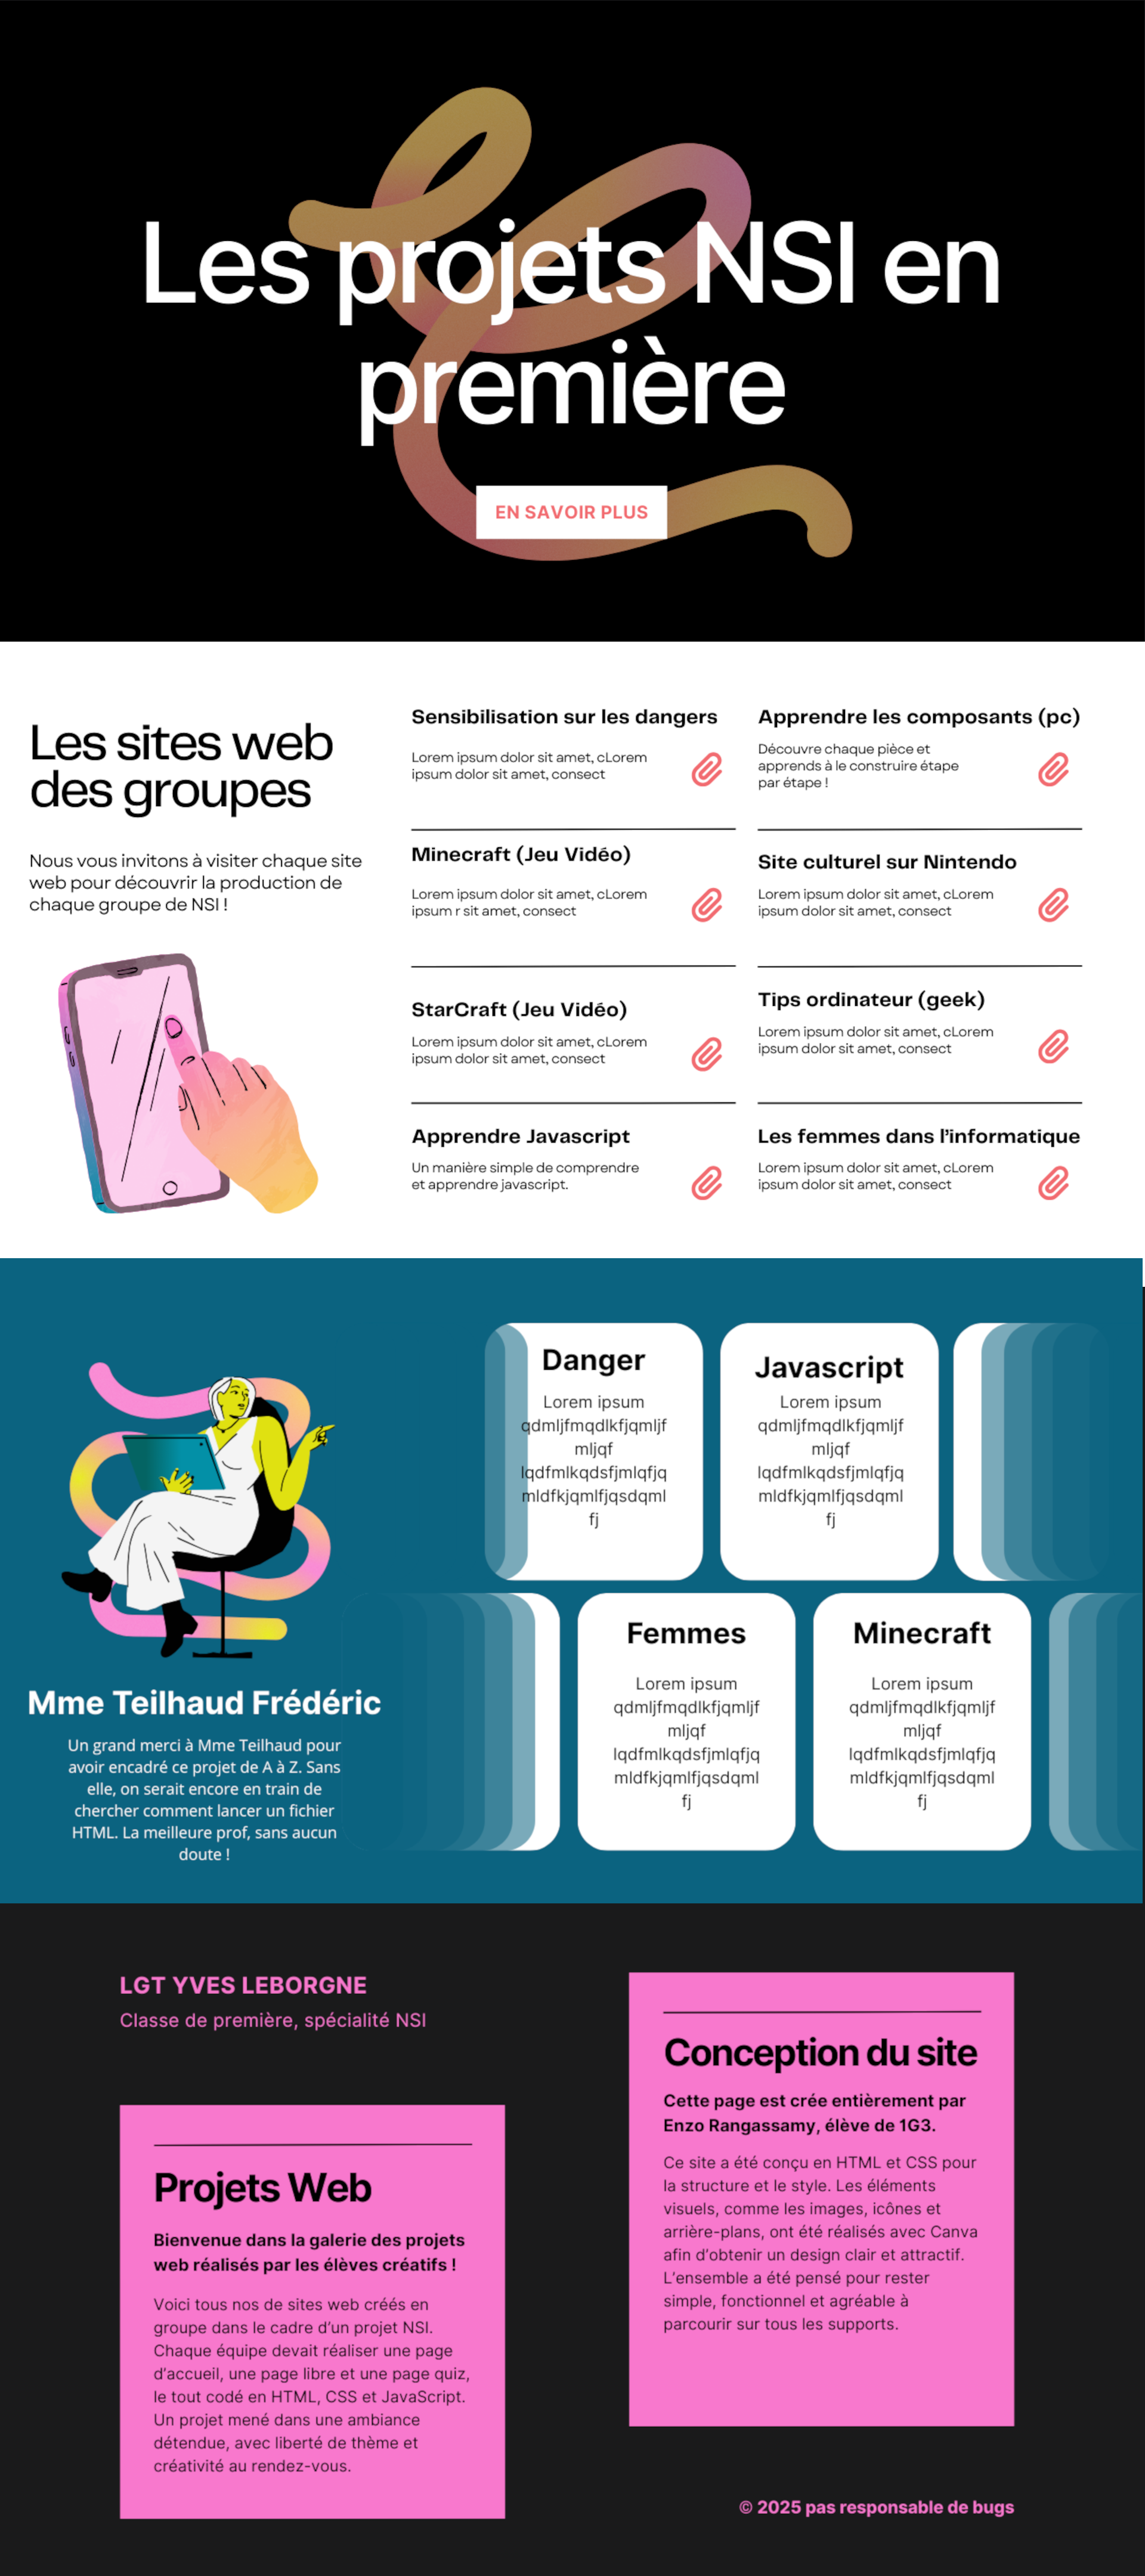 Les projets NSI en
première
EN SAVOIR PLUS
Les sites web
des groupes
Nous vous invitons à visiter chaque site
web pour découvrir la production de
chaque groupe de NSI !
Sensibilisation sur les dangers
Lorem ipsum dolor sit amet, cLorem
ipsum dolor sit amet, consect
Apprendre les composants (pc)
Découvre chaque pièce et
apprends à le construire étape
par étape !
Minecraft (Jeu Vidéo)
Lorem ipsum dolor sit amet, cLorem
ipsum r sit amet, consect
Site culturel sur Nintendo
Lorem ipsum dolor sit amet, cLorem
ipsum dolor sit amet, consect
StarCraft (Jeu Vidéo)
Lorem ipsum dolor sit amet, cLorem
ipsum dolor sit amet, consect
Tips ordinateur (geek)
Lorem ipsum dolor sit amet, cLorem
ipsum dolor sit amet, consect
Apprendre Javascript
Un manière simple de comprendre
et apprendre javascript.
Les femmes dans l'informatique
Lorem ipsum dolor sit amet, cLorem
ipsum dolor sit amet, consect
Danger
Lorem ipsum
qdmljfmqdlkfjqmljf
mljqf
lqdfmlkqdsfjmlqfjq
mldfkjqmlfjqsdqml
fj
Javascript
Lorem ipsum
qdmljfmqdlkfjqmljf
mljqf
lqdfmlkqdsfjmlqfjq
mldfkjqmlfjqsdqml
fj
Femmes
Lorem ipsum
qdmljfmqdlkfjqmljf
mljqf
lqdfmlkqdsfjmlqfjq
mldfkjqmlfjqsdqml
fj
Minecraft
Lorem ipsum
qdmljfmqdlkfjqmljf
mljqf
lqdfmlkqdsfjmlqfjq
mldfkjqmlfjqsdqml
fj
Mme Teilhaud Frédéric
Un grand merci à Mme Teilhaud pour
avoir encadré ce projet de A à Z. Sans
elle, on serait encore en train de
chercher comment lancer un fichier
HTML. La meilleure prof, sans aucun
doute !
LGT YVES LEBORGNE
Classe de première, spécialité NSI
Projets Web
Bienvenue dans la galerie des projets
web réalisés par les élèves créatifs !
Voici tous nos de sites web créés en
groupe dans le cadre d'un projet NSI.
Chaque équipe devait réaliser une page
d'accueil, une page libre et une page quiz,
le tout codé en HTML, CSS et JavaScript.
Un projet mené dans une ambiance
détendue, avec liberté de thème et
créativité au rendez-vous.
Conception du site
Cette page est crée entièrement par
Enzo Rangassamy, élève de 1G3.
Ce site a été conçu en HTML et CSS pour
la structure et le style. Les éléments
visuels, comme les images, icônes et
arrière-plans, ont été réalisés avec Canva
afin d'obtenir un design clair et attractif.
L'ensemble a été pensé pour rester
simple, fonctionnel et agréable à
parcourir sur tous les supports.
© 2025 pas responsable de bugs